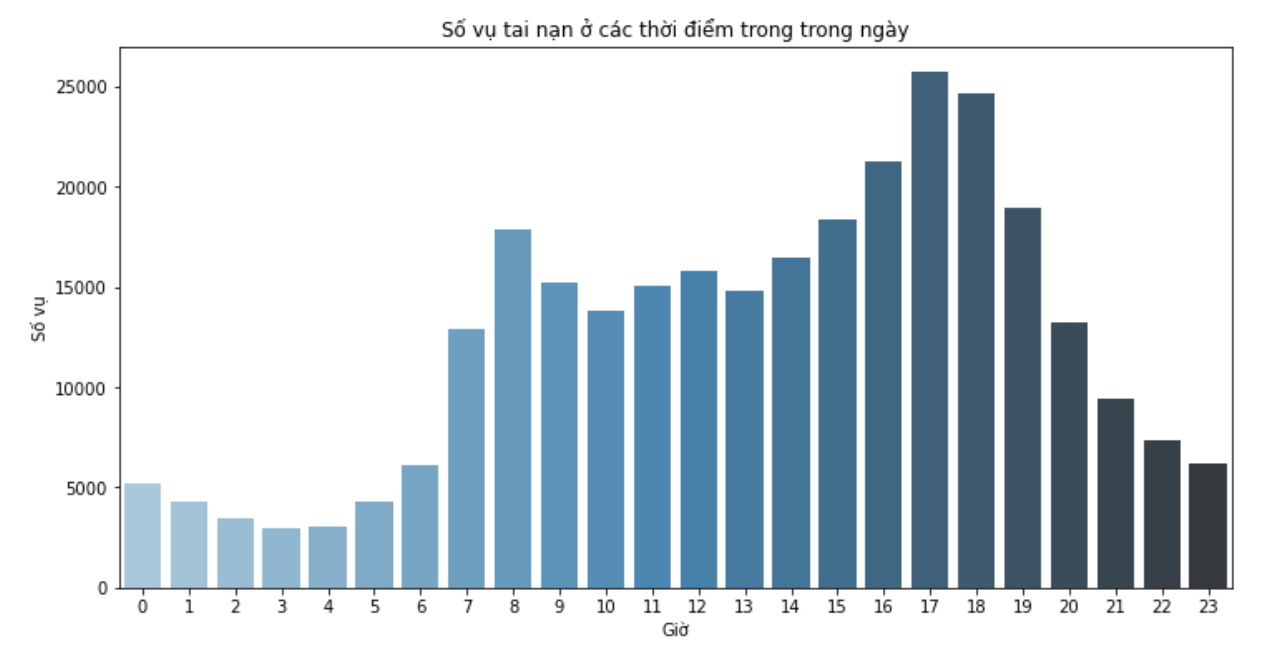 Số vụ tai nạn ở các thời điểm trong trong ngày
25000
20000
15000
10000
5000
0
Số vụ
0 1 2 3 4 5 6 7 8 9 10 11 12 13 14 15 16 17 18 19 20 21 22 23
Giờ